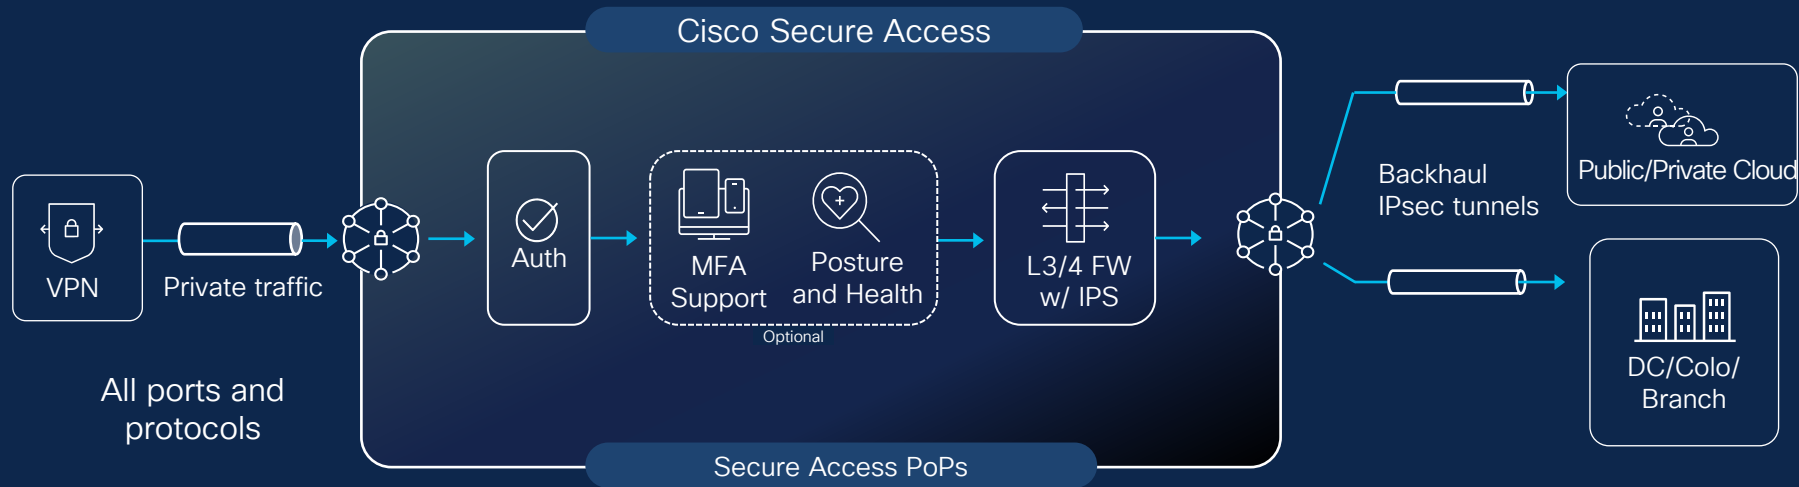 Cisco Secure Access
VPN
Private traffic
All ports and
protocols
Auth
MFA
Support
Posture
and Health
Optional
L3/4 FW
w/ IPS
Secure Access PoPs
Backhaul
IPsec tunnels
Public/Private Cloud
DC/Colo/
Branch